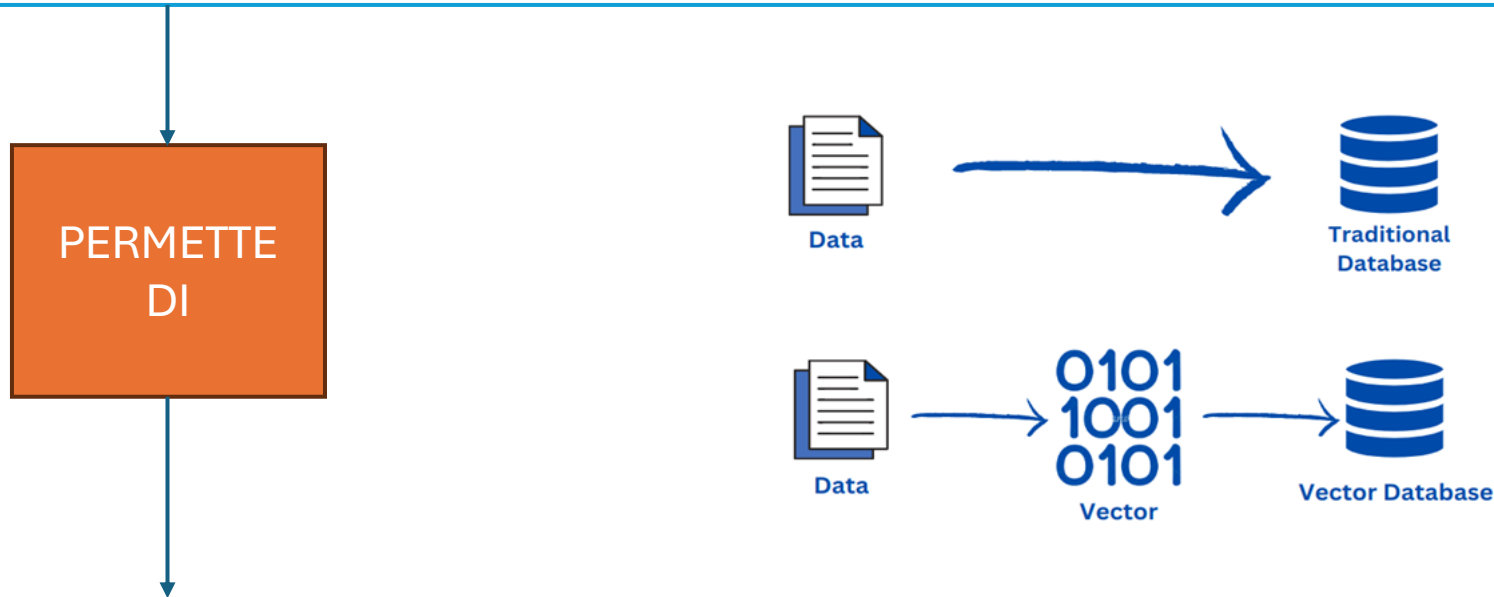 PERMETTE
DI
Data
Traditional
Database
0101
1001
0101
Data
Vector
Vector Database